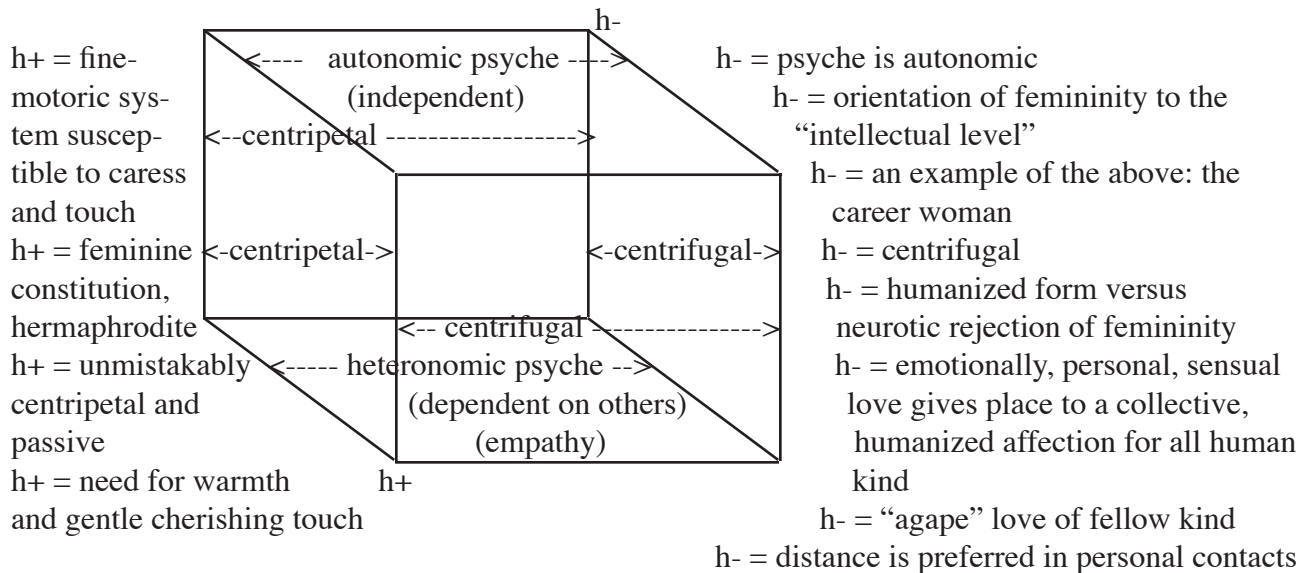 h-
h+ = fine-
motoric sys-
tem suscep-
tible to caress
and touch
h+ = feminine
constitution,
hermaphrodite
h+ = unmistakably
centripetal and
passive
h+ = need for warmth
and gentle cherishing touch
<---- autonomic psyche ---->
(independent)
<--centripetal ----------------->
<-centripetal->
<-centrifugal->
<-- centrifugal --------------->
<----- heteronomic psyche -->
(dependent on others)
(empathy)
h+
h- = psyche is autonomic
h- = orientation of femininity to the
“intellectual level”
h- = an example of the above: the
career woman
h- = centrifugal
h- = humanized form versus
neurotic rejection of femininity
h- = emotionally, personal, sensual
love gives place to a collective,
humanized affection for all human
kind
h- = “agape” love of fellow kind
h- = distance is preferred in personal contacts